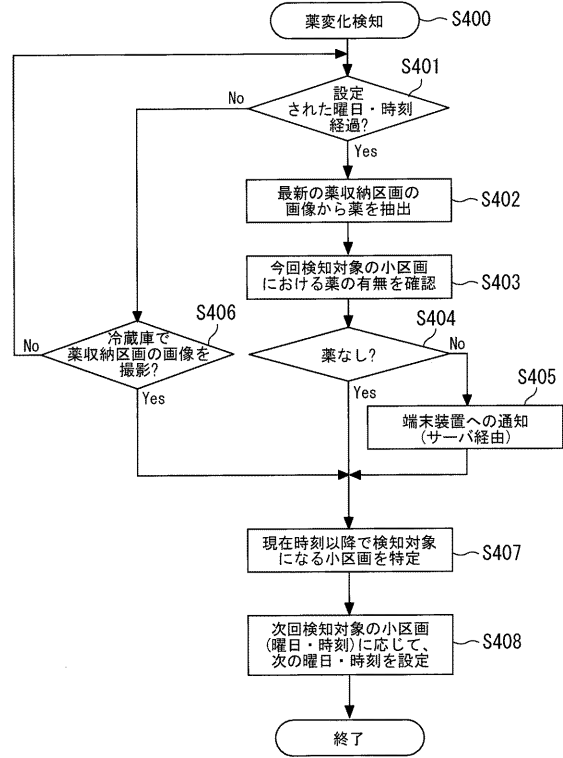 薬変化検知
S400
S401
設定
された曜日・時刻
経過?
No
Yes
最新の薬収納区画の
画像から薬を抽出
S402
今回検知対象の小区画
における薬の有無を確認
S403
S406
冷蔵庫で
薬収納区画の画像を
撮影?
No
Yes
S404
薬なし?
No
Yes
S405
端末装置への通知
(サーバ経由)
現在時刻以降で検知対象
になる小区画を特定
S407
次回検知対象の小区画
(曜日・時刻)に応じて、
次の曜日・時刻を設定
S408
終了